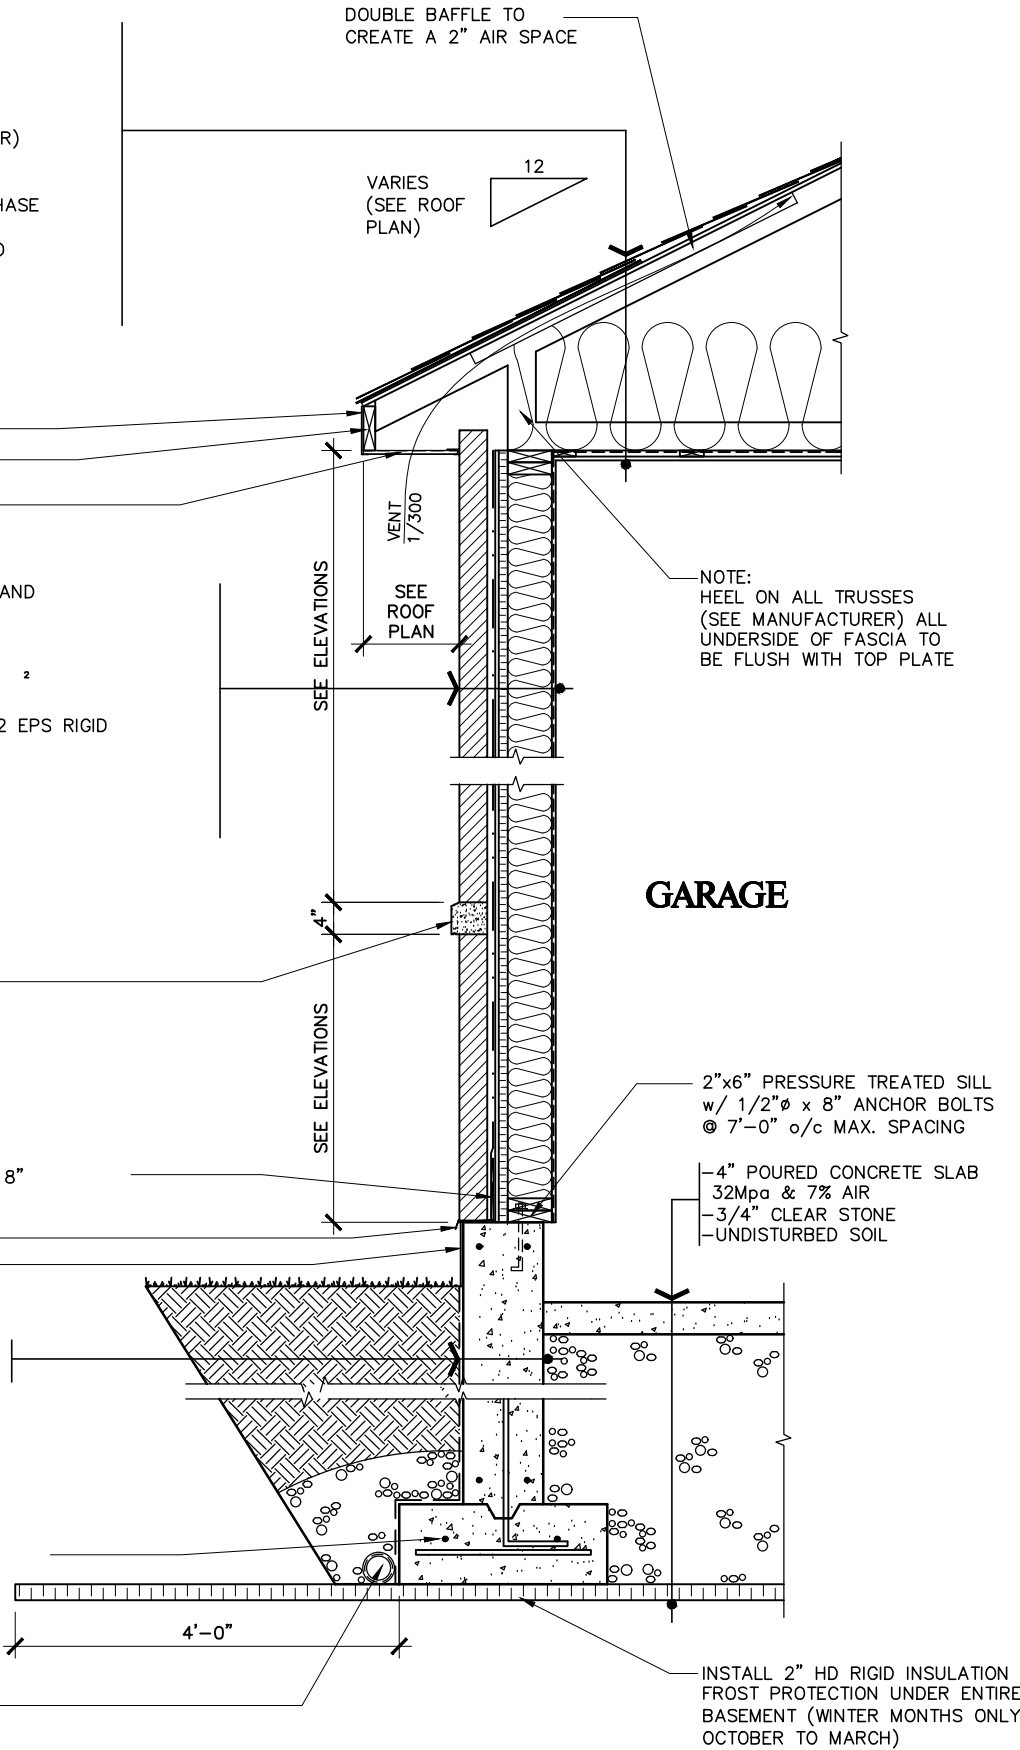 DOUBLE BAFFLE TO
CREATE A 2” AIR SPACE
R)
12
VARIES
(SEE ROOF
PLAN)
HASE
VENT
1/300
SEE
ROOF
PLAN
SEE ELEVATIONS
NOTE:
HEEL ON ALL TRUSSES
(SEE MANUFACTURER) ALL
UNDERSIDE OF FASCIA TO
BE FLUSH WITH TOP PLATE
AND
2
2 EPS RIGID
GARAGE
4”
SEE ELEVATIONS
2”x6” PRESSURE TREATED SILL
w/ 1/2”ø x 8” ANCHOR BOLTS
@ 7’-0” o/c MAX. SPACING
8”
-4” POURED CONCRETE SLAB
32Mpa & 7% AIR
-3/4” CLEAR STONE
-UNDISTURBED SOIL
4’-0”
INSTALL 2” HD RIGID INSULATION
FROST PROTECTION UNDER ENTIRE
BASEMENT (WINTER MONTHS ONLY
OCTOBER TO MARCH)